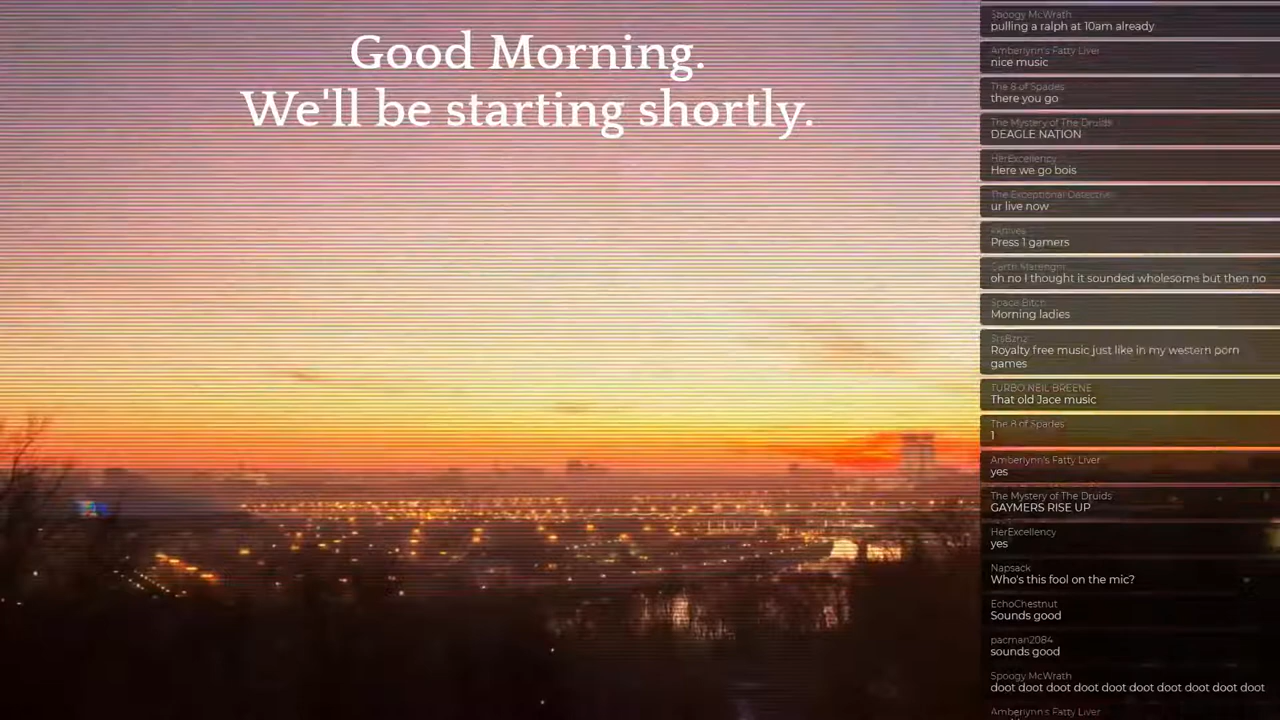 Good Morning.
We'll be starting shortly.
Spoogy McWrath
pulling a ralph at 10am already
Amberlynn's Fatty Liver
nice music
The 8 of Spades
there you go
The Mystery of The Druids
DEAGLE NATION
HerExcellency
Here we go bois
The Exceptional Detective
ur live now
Press 1 gamers
oh no I thought it sounded wholesome but then no
Space Bitch
Morning ladies
Royalty free music just like in my western porn
games
TURBO NEIL BREENE
That old Jace music
The 8 of Spades
1
Amberlynn's Fatty Liver
yes
The Mystery of The Druids
GAYMERS RISE UP
HerExcellency
yes
Napsack
Who's this fool on the mic?
EchoChestnut
Sounds good
pacman2084
sounds good
Spoogy McWrath
doot doot doot doot doot doot doot doot doot doot
Amberlynn's Fatty Liver